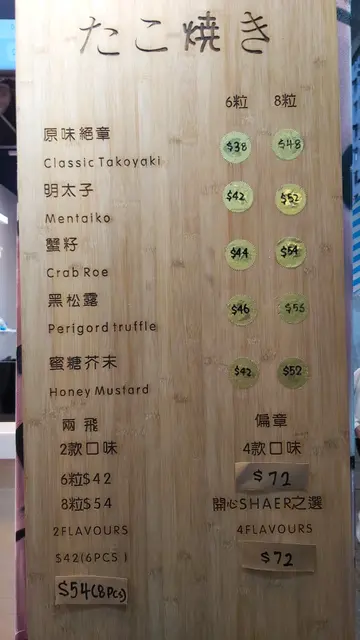 たこ焼き
6粒 8粒
原味絕章 $38 $48
Classic Takoyaki
明太子 $42 $52
Mentaiko
蟹籽 $44 $54
Crab Roe
黑松露 $46 $56
Perigord truffle
蜜糖芥末 $42 $52
Honey Mustard
兩飛 偏章
2款口味 4款口味
6粒$42 $72
8粒$54 開心SHAER之選
2FLAVOURS 4FLAVOURS
$42(6PCS) $72
$54(8Pcs)